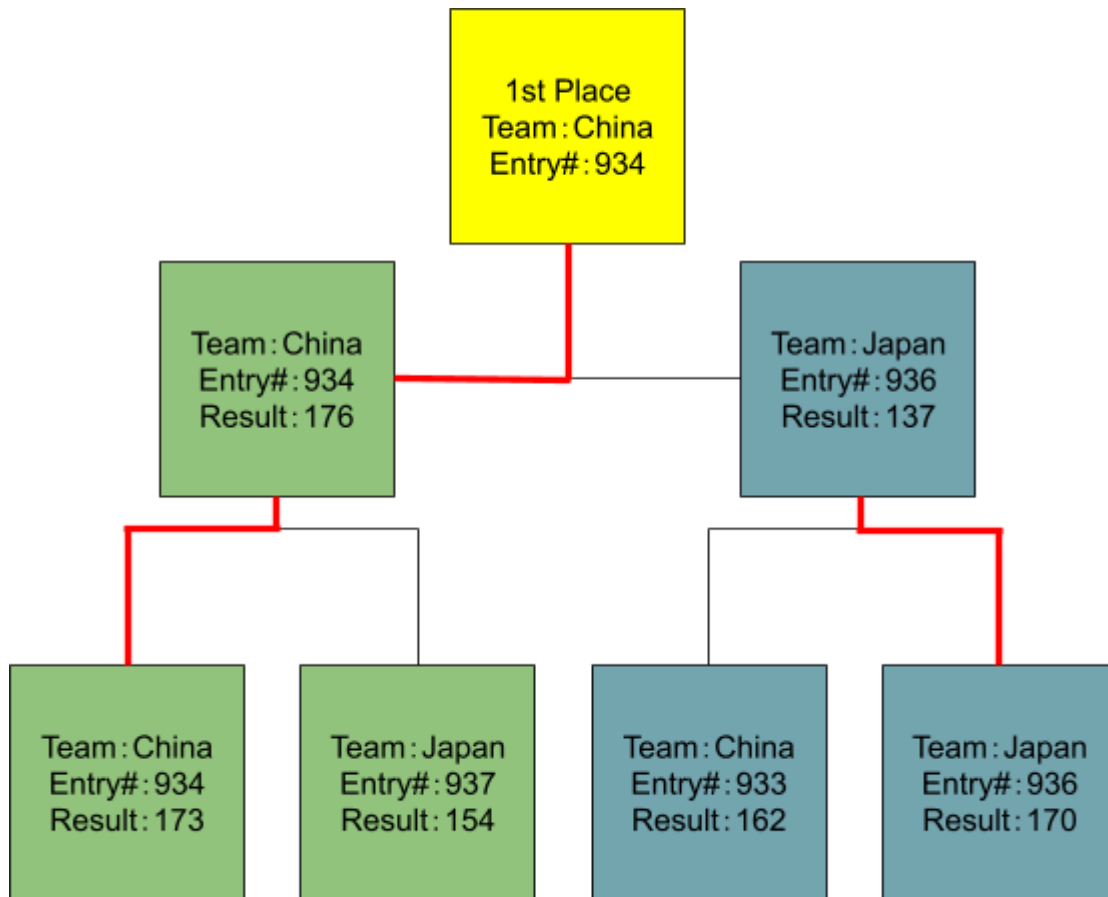 1st Place
Team:China
Entry#:934
Team:China
Entry#:934
Result:176
Team:Japan
Entry#:936
Result:137
Team:China
Entry#:934
Result:173
Team:Japan
Entry#:937
Result:154
Team:China
Entry#:933
Result:162
Team:Japan
Entry#:936
Result:170